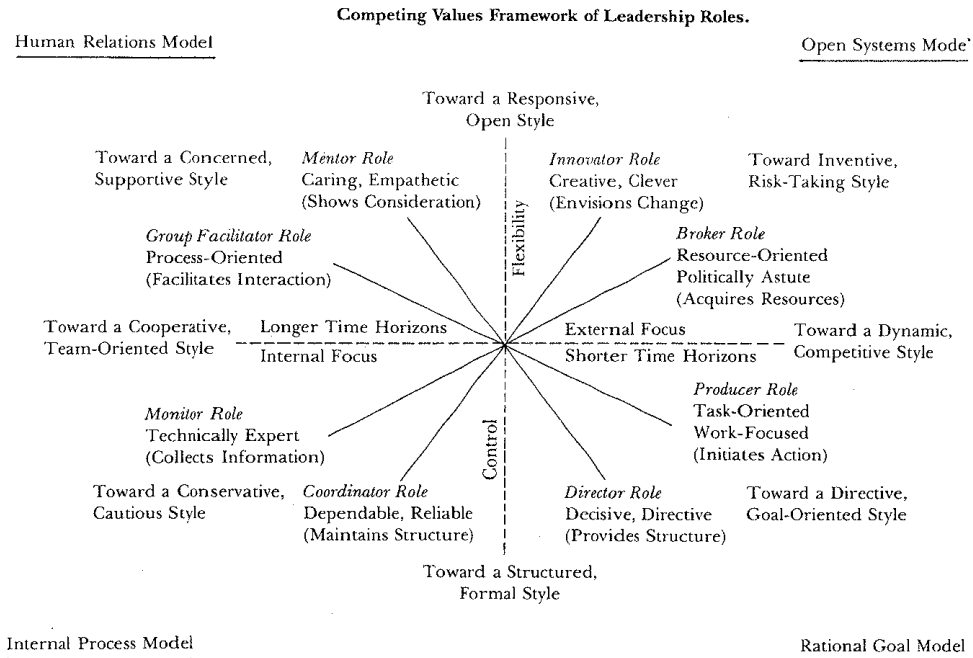 Competing Values Framework of Leadership Roles.
Human Relations Model
Open Systems Mode
Toward a Responsive,
Open Style
Toward a Concerned,
Supportive Style
Mentor Role
Caring, Empathetic
(Shows Consideration)
Innovator Role
Creative, Clever
(Envisions Change)
Toward Inventive,
Risk-Taking Style
Flexibility
Group Facilitator Role
Process-Oriented
(Facilitates Interaction)
Broker Role
Resource-Oriented
Politically Astute
(Acquires Resources)
Toward a Cooperative,
Team-Oriented Style
Longer Time Horizons
Internal Focus
External Focus
Shorter Time Horizons
Toward a Dynamic,
Competitive Style
Monitor Role
Technically Expert
(Collects Information)
Control
Producer Role
Task-Oriented
Work-Focused
(Initiates Action)
Toward a Conservative,
Cautious Style
Coordinator Role
Dependable, Reliable
(Maintains Structure)
Director Role
Decisive, Directive
(Provides Structure)
Toward a Directive,
Goal-Oriented Style
Toward a Structured,
Formal Style
Internal Process Model
Rational Goal Model